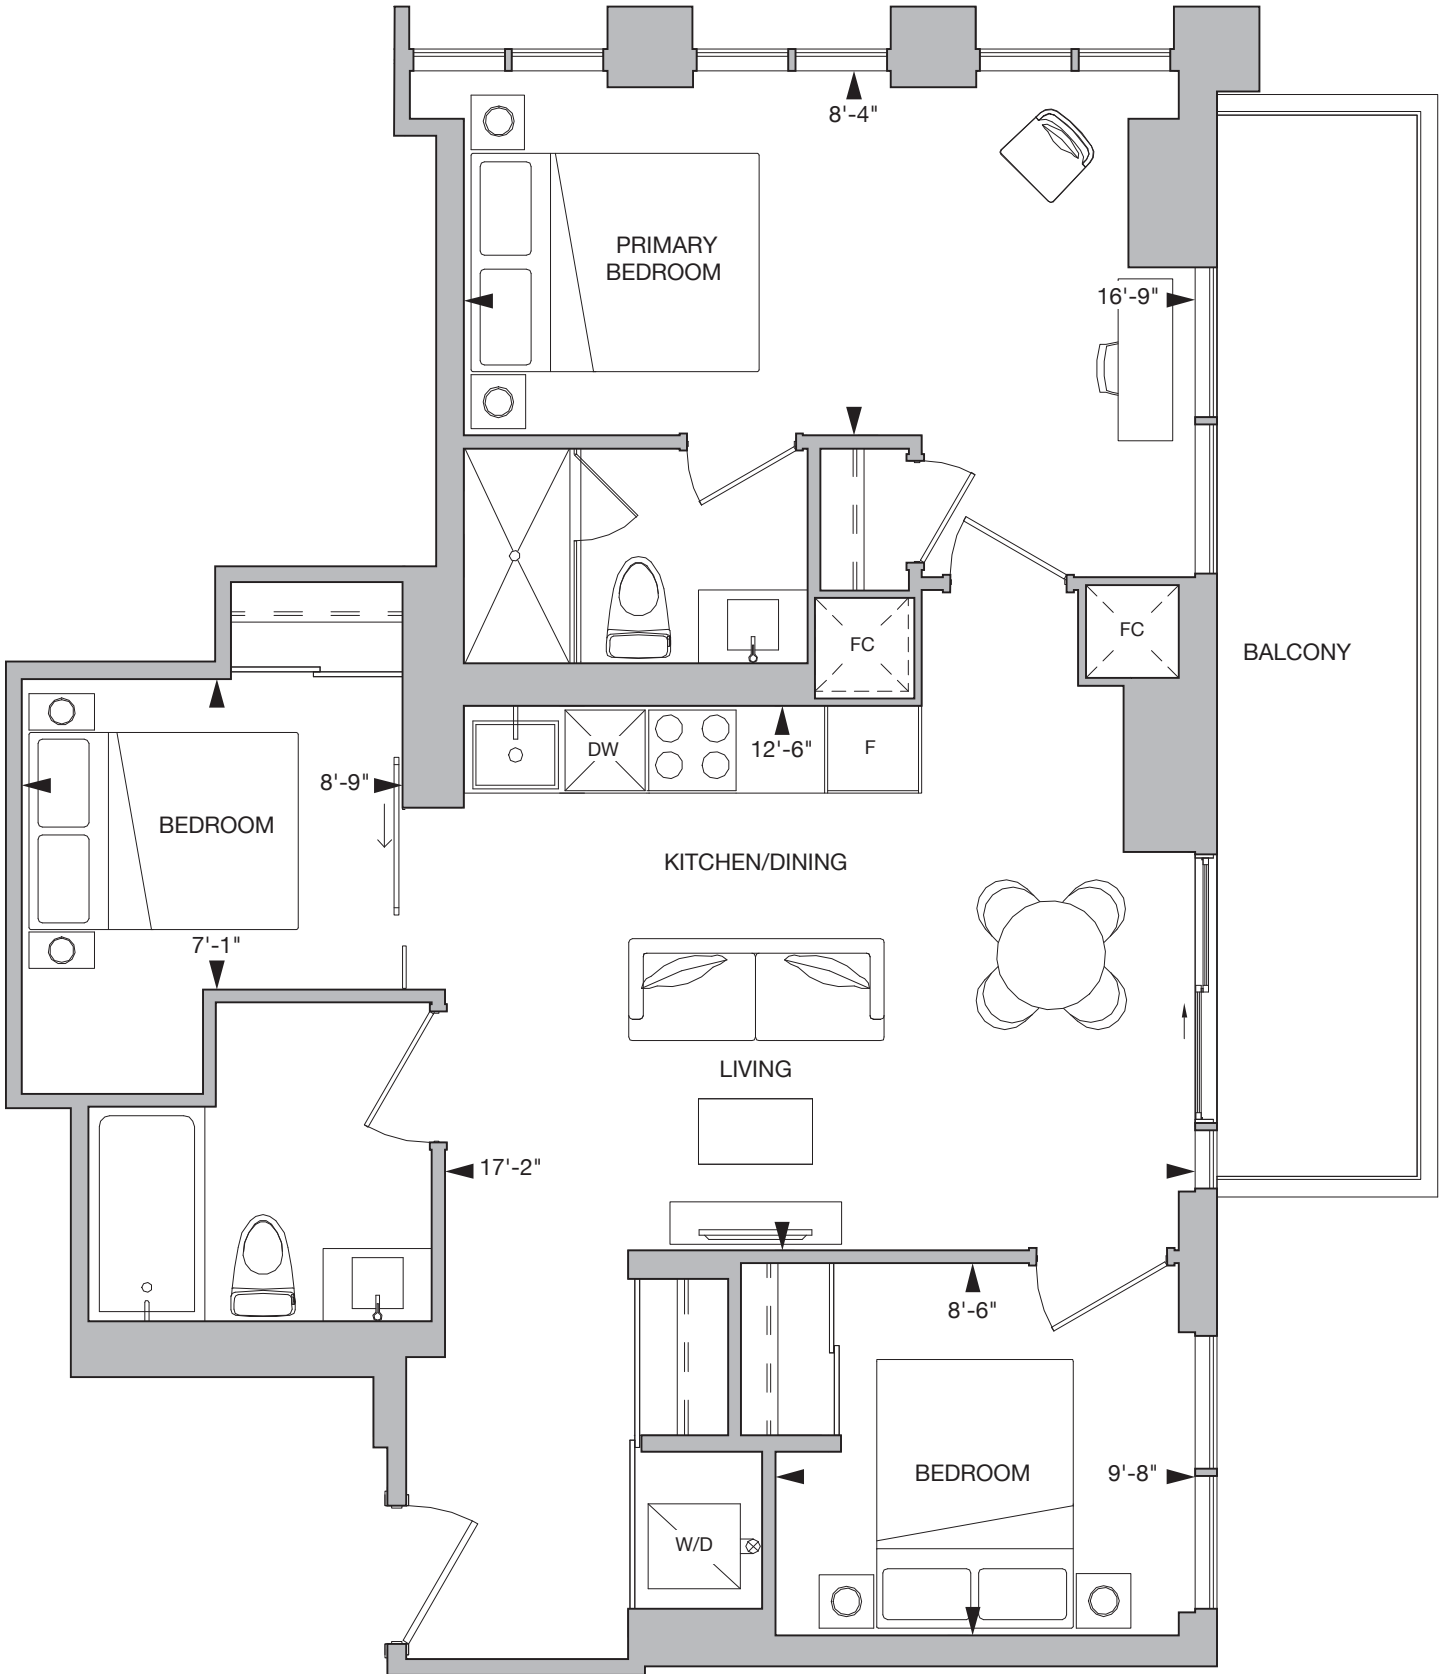 8'-4"
PRIMARY
BEDROOM
16'-9"
FC
FC
BALCONY
DW
12'-6"
F
8'-9"
BEDROOM
KITCHEN/DINING
7'-1"
LIVING
17'-2"
8'-6"
BEDROOM
9'-8"
W/D